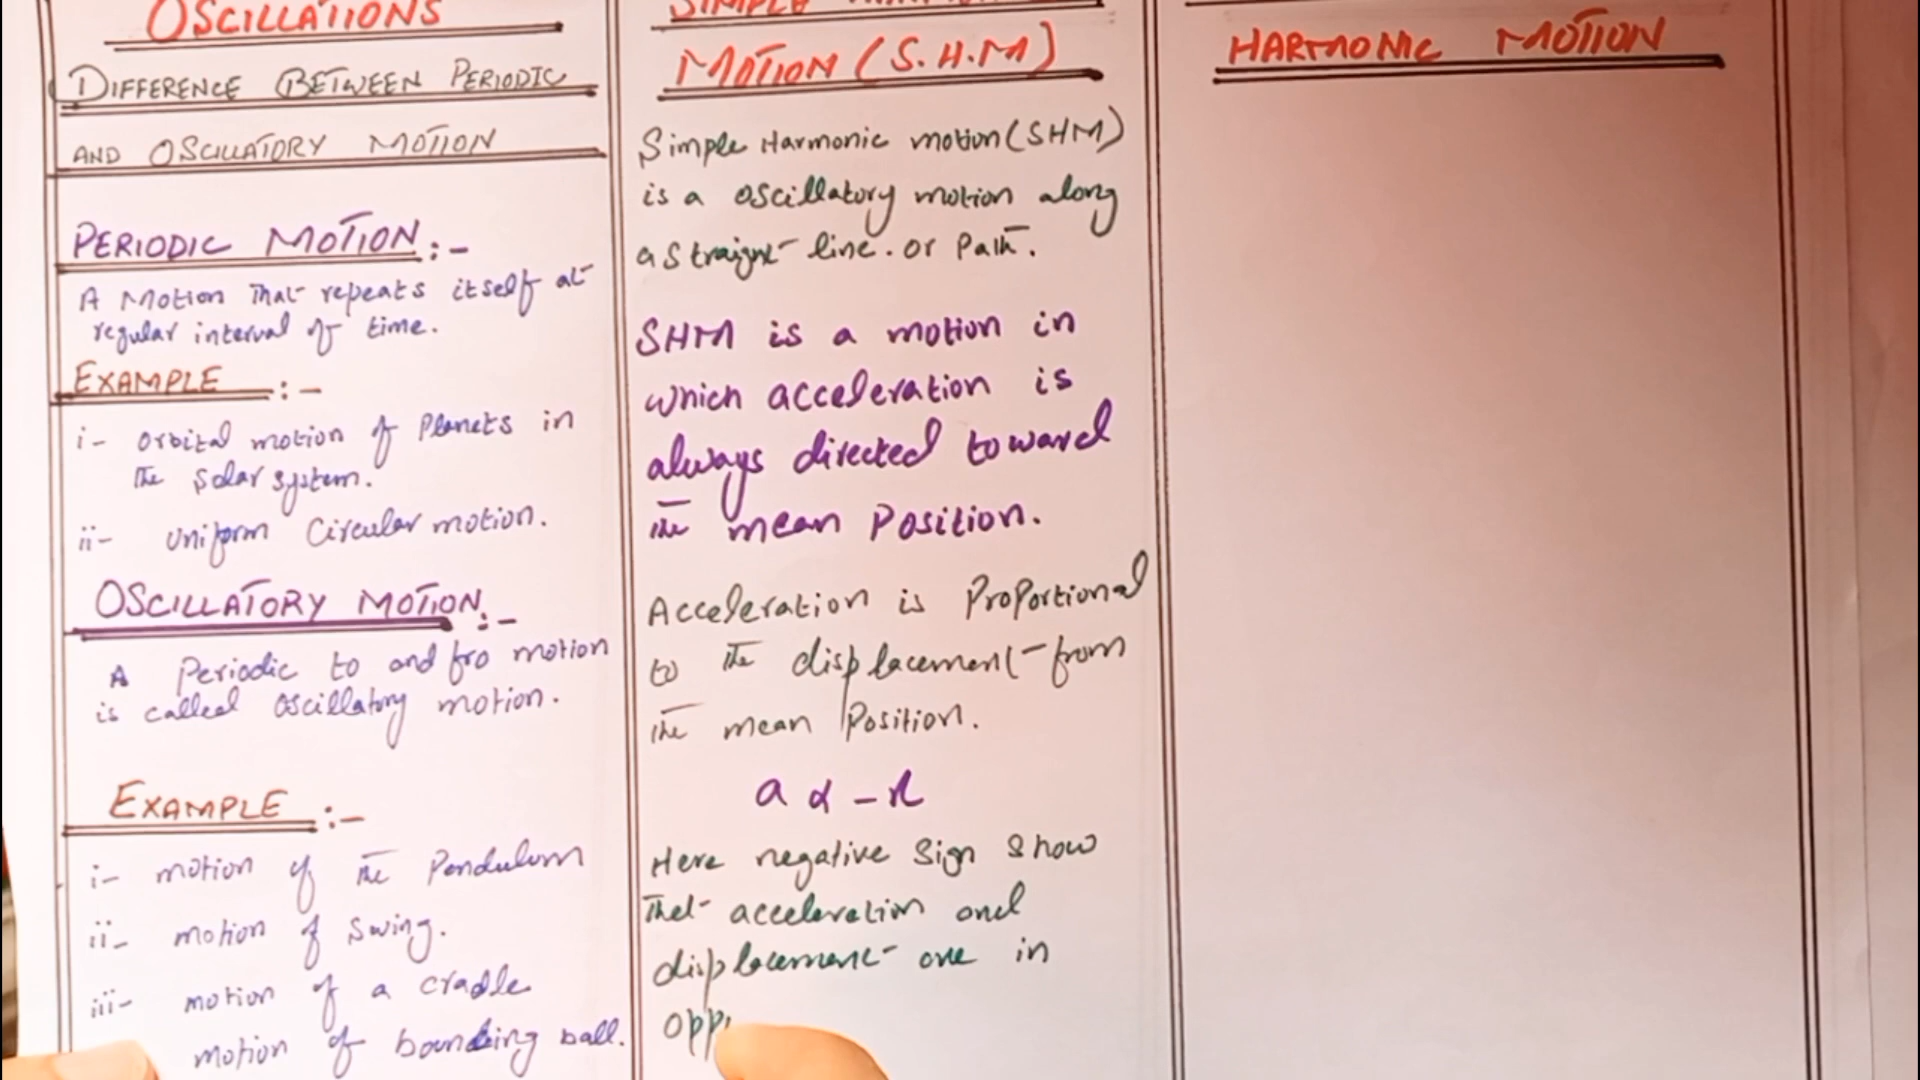 OSCILLATIONS
DIFFERENCE BETWEEN PERIODIC
AND OSCILLATORY MOTION
PERIODIC MOTION :-
A Motion That repeats itself at
regular interval of time.
EXAMPLE :-
i- Orbital motion of Planets in
the Solar system.
ii- Uniform Circular motion.
OSCILLATORY MOTION :-
A Periodic to and fro motion
is called oscillatory motion.
EXAMPLE :-
i- motion of the Pendulum
ii- motion of Swing.
iii- motion of a cradle
motion of bouncing ball.
SIMPLE
MOTION (S.H.M)
Simple Harmonic motion (SHM)
is a oscillatory motion along
a straight line. or Path.
SHM is a motion in
which acceleration is
always directed toward
the mean Position.
Acceleration is Proportional
to the displacement from
the mean Position.
a α -x
Here negative Sign Show
That acceleration and
displacement are in
opp
HARMONIC MOTION